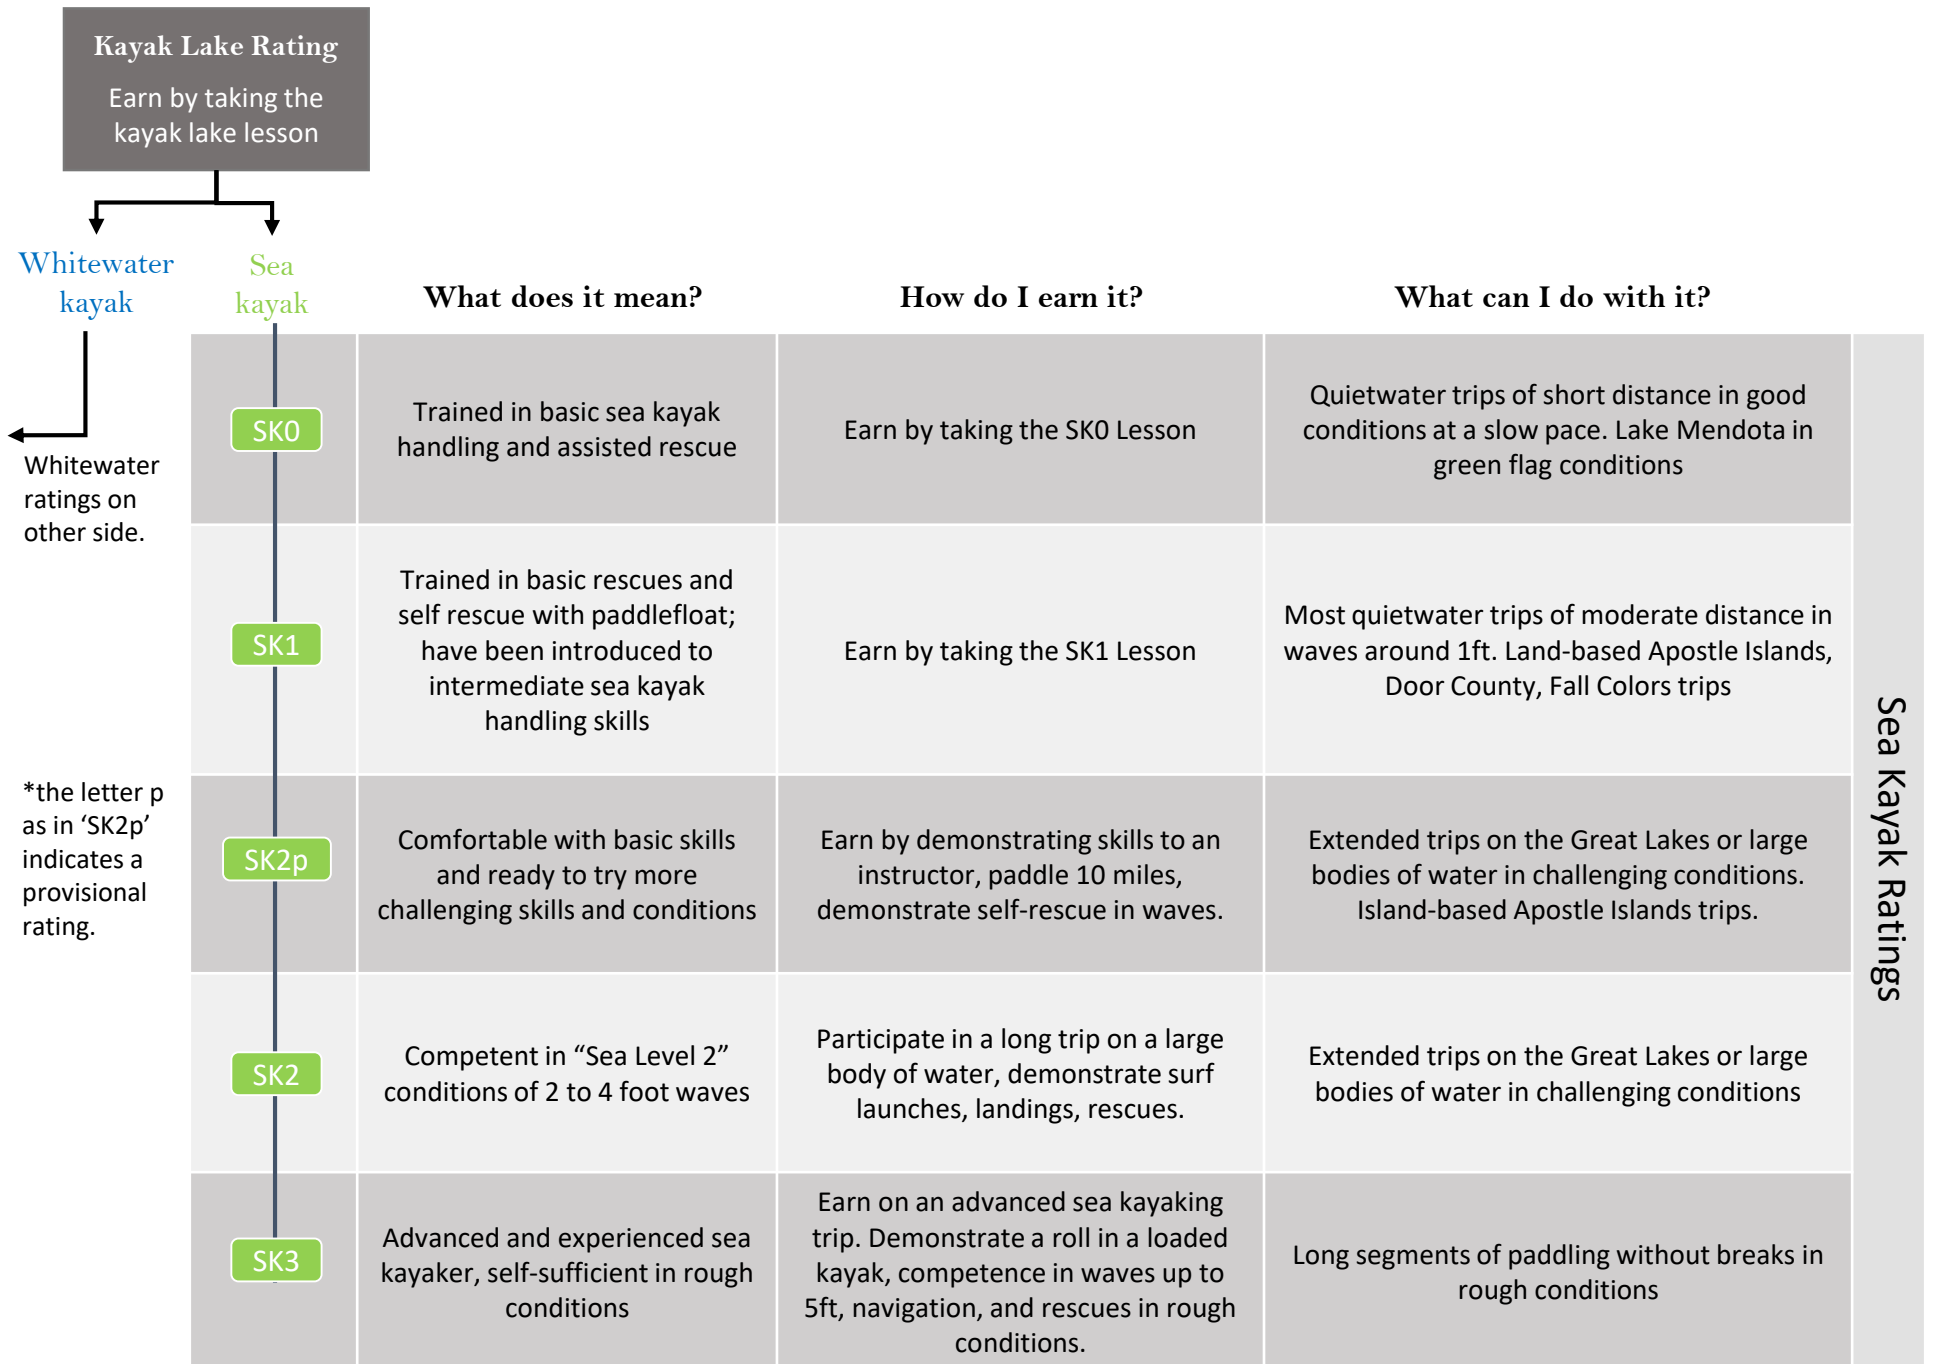 Kayak Lake Rating
Earn by taking the
kayak lake lesson
Whitewater
kayak
Sea
kayak
What does it mean?
How do I earn it?
What can I do with it?
Whitewater
ratings on
other side.
*the letter p
as in ‘SK2p’
indicates a
provisional
rating.
SK0
Trained in basic sea kayak
handling and assisted rescue
Earn by taking the SK0 Lesson
Quietwater trips of short distance in good
conditions at a slow pace. Lake Mendota in
green flag conditions
SK1
Trained in basic rescues and
self rescue with paddlefloat;
have been introduced to
intermediate sea kayak
handling skills
Earn by taking the SK1 Lesson
Most quietwater trips of moderate distance in
waves around 1ft. Land-based Apostle Islands,
Door County, Fall Colors trips
SK2p
Comfortable with basic skills
and ready to try more
challenging skills and conditions
Earn by demonstrating skills to an
instructor, paddle 10 miles,
demonstrate self-rescue in waves.
Extended trips on the Great Lakes or large
bodies of water in challenging conditions.
Island-based Apostle Islands trips.
SK2
Competent in “Sea Level 2”
conditions of 2 to 4 foot waves
Participate in a long trip on a large
body of water, demonstrate surf
launches, landings, rescues.
Extended trips on the Great Lakes or large
bodies of water in challenging conditions
SK3
Advanced and experienced sea
kayaker, self-sufficient in rough
conditions
Earn on an advanced sea kayaking
trip. Demonstrate a roll in a loaded
kayak, competence in waves up to
5ft, navigation, and rescues in rough
conditions.
Long segments of paddling without breaks in
rough conditions
Sea Kayak Ratings